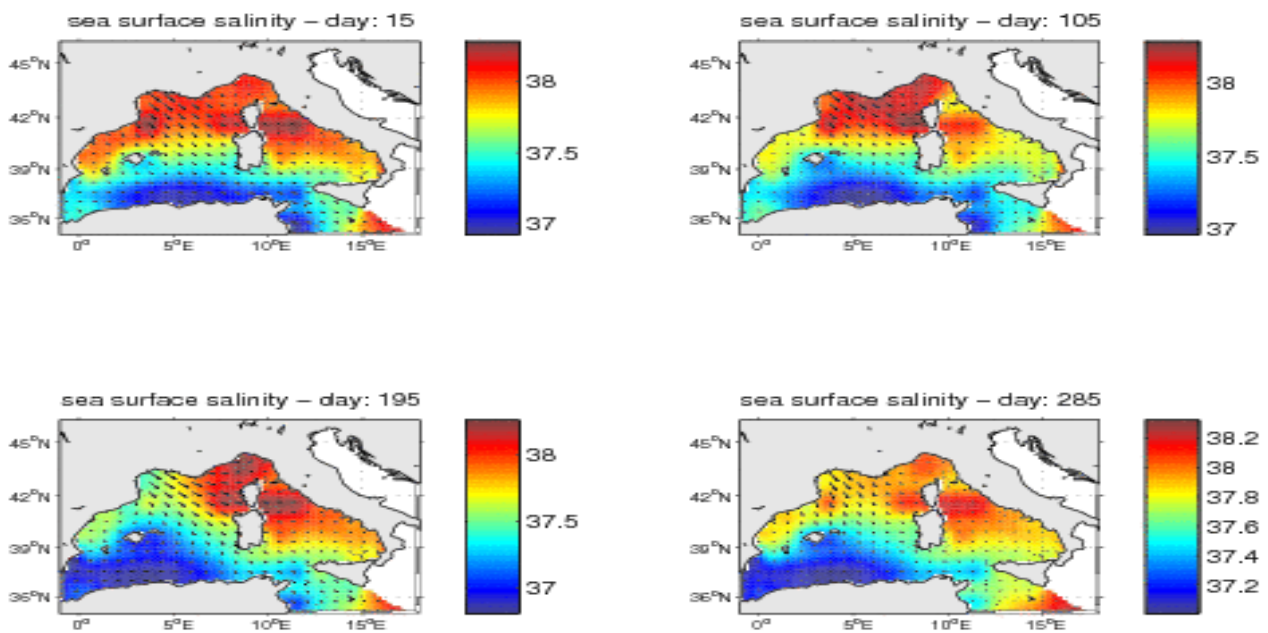 sea surface salinity – day: 15
45°N
42°N
39°N
36°N
0°
5°E
10°E
15°E
38
37.5
37
sea surface salinity – day: 105
45°N
42°N
39°N
36°N
0°
5°E
10°E
15°E
38
37.5
37
sea surface salinity – day: 195
45°N
42°N
39°N
36°N
0°
5°E
10°E
15°E
38
37.5
37
sea surface salinity – day: 285
45°N
42°N
39°N
36°N
0°
5°E
10°E
15°E
38.2
38
37.8
37.6
37.4
37.2